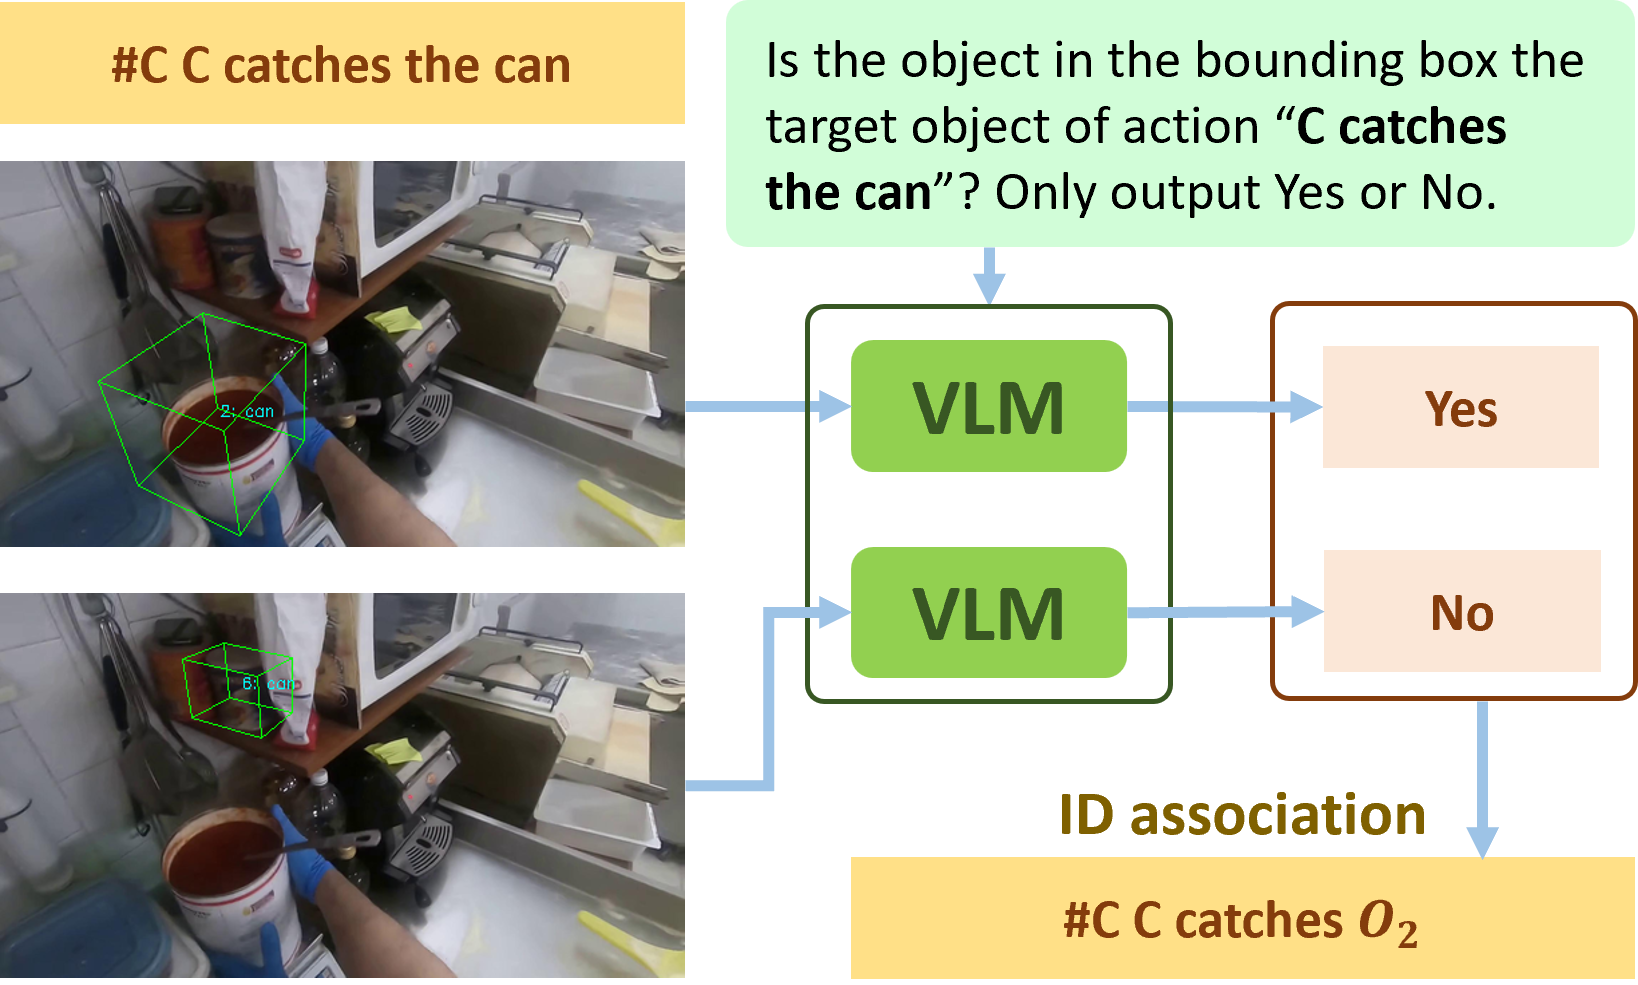 #C C catches the can
Is the object in the bounding box the
target object of action “C catches
the can”? Only output Yes or No.
2: can
VLM
Yes
6: can
VLM
No
ID association
#C C catches O₂